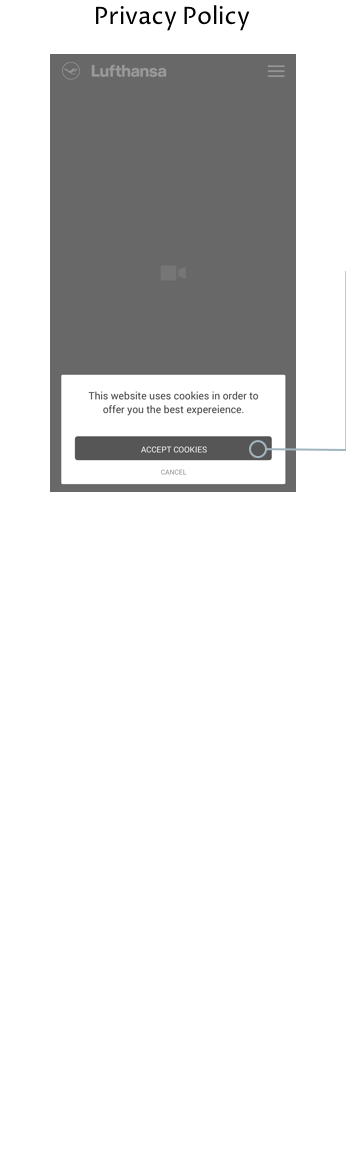 Privacy Policy
Lufthansa
This website uses cookies in order to
offer you the best expereience.
ACCEPT COOKIES
CANCEL